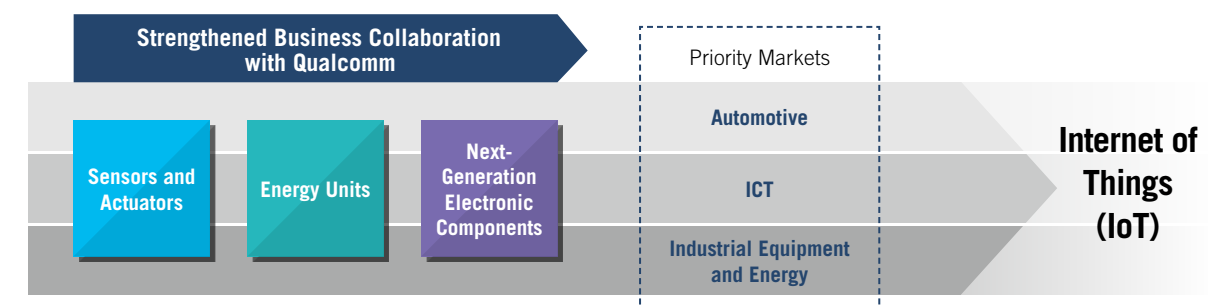 Strengthened Business Collaboration
with Qualcomm
Priority Markets
Sensors and
Actuators
Energy Units
Next-
Generation
Electronic
Components
Automotive
ICT
Industrial Equipment
and Energy
Internet of
Things
(IoT)